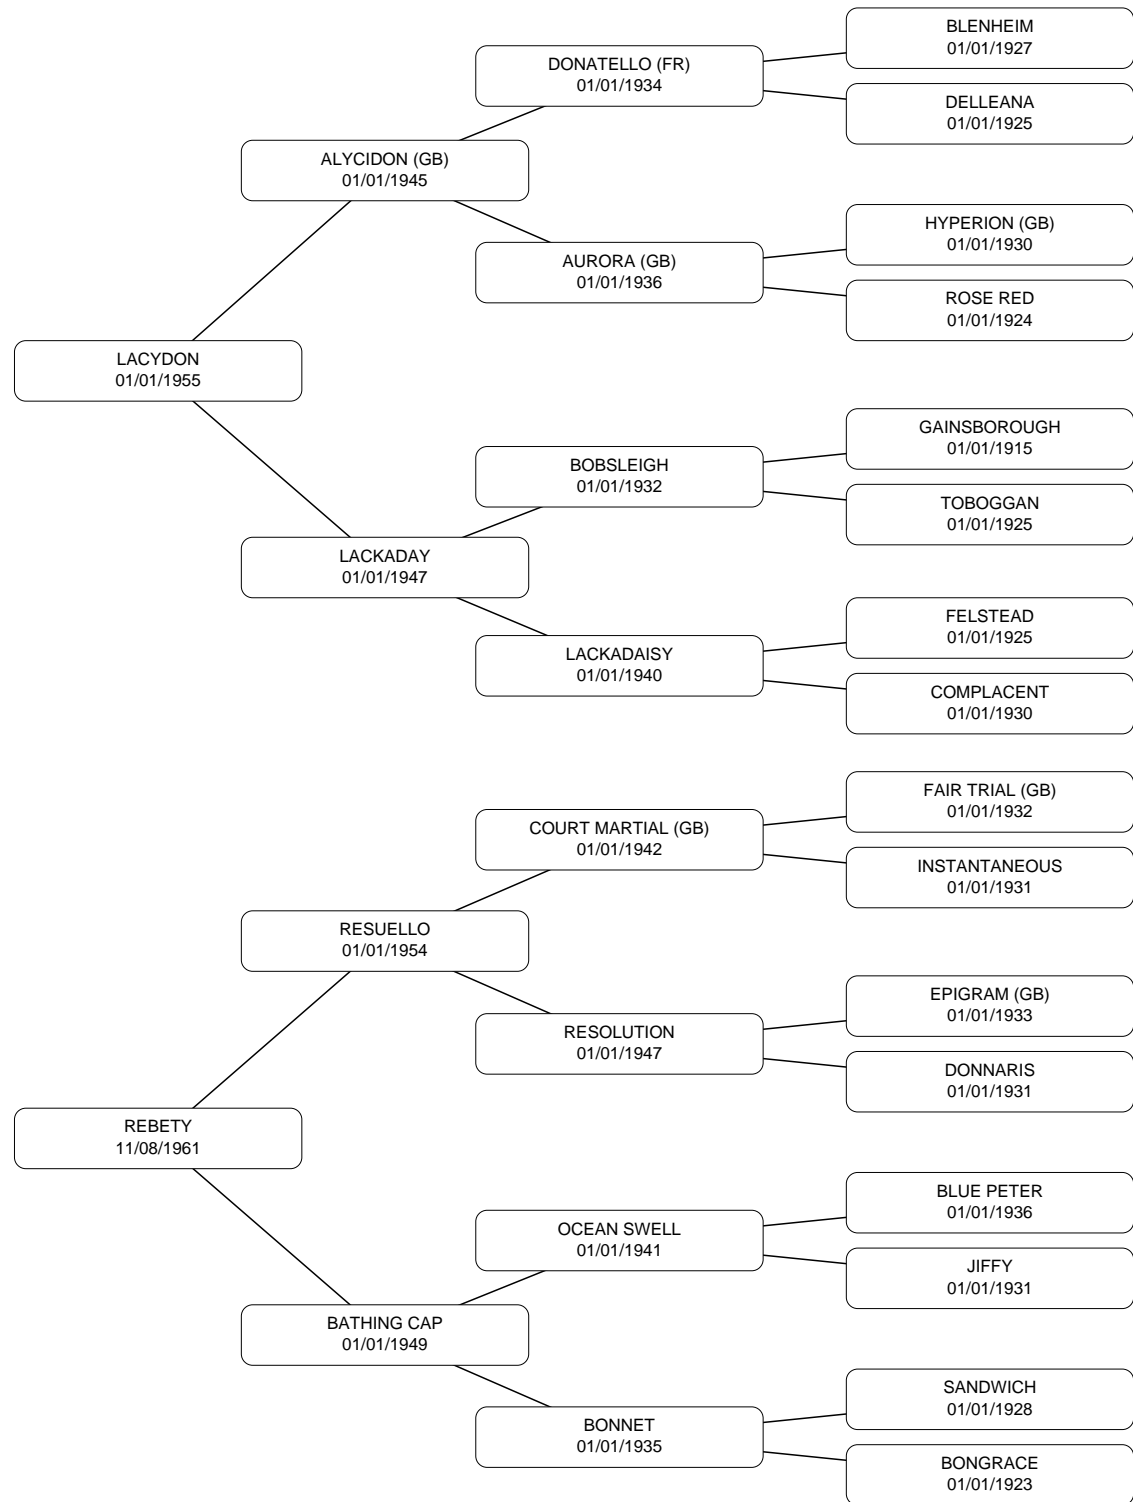 BLENHEIM
01/01/1927
DONATELLO (FR)
01/01/1934
DELLEANA
01/01/1925
ALYCIDON (GB)
01/01/1945
HYPERION (GB)
01/01/1930
AURORA (GB)
01/01/1936
ROSE RED
01/01/1924
LACYDON
01/01/1955
GAINSBOROUGH
01/01/1915
BOBSLEIGH
01/01/1932
TOBOGGAN
01/01/1925
LACKADAY
01/01/1947
FELSTEAD
01/01/1925
LACKADAISY
01/01/1940
COMPLACENT
01/01/1930
FAIR TRIAL (GB)
01/01/1932
COURT MARTIAL (GB)
01/01/1942
INSTANTANEOUS
01/01/1931
RESUELLO
01/01/1954
EPIGRAM (GB)
01/01/1933
RESOLUTION
01/01/1947
DONNARIS
01/01/1931
REBETY
11/08/1961
BLUE PETER
01/01/1936
OCEAN SWELL
01/01/1941
JIFFY
01/01/1931
BATHING CAP
01/01/1949
SANDWICH
01/01/1928
BONNET
01/01/1935
BONGRACE
01/01/1923